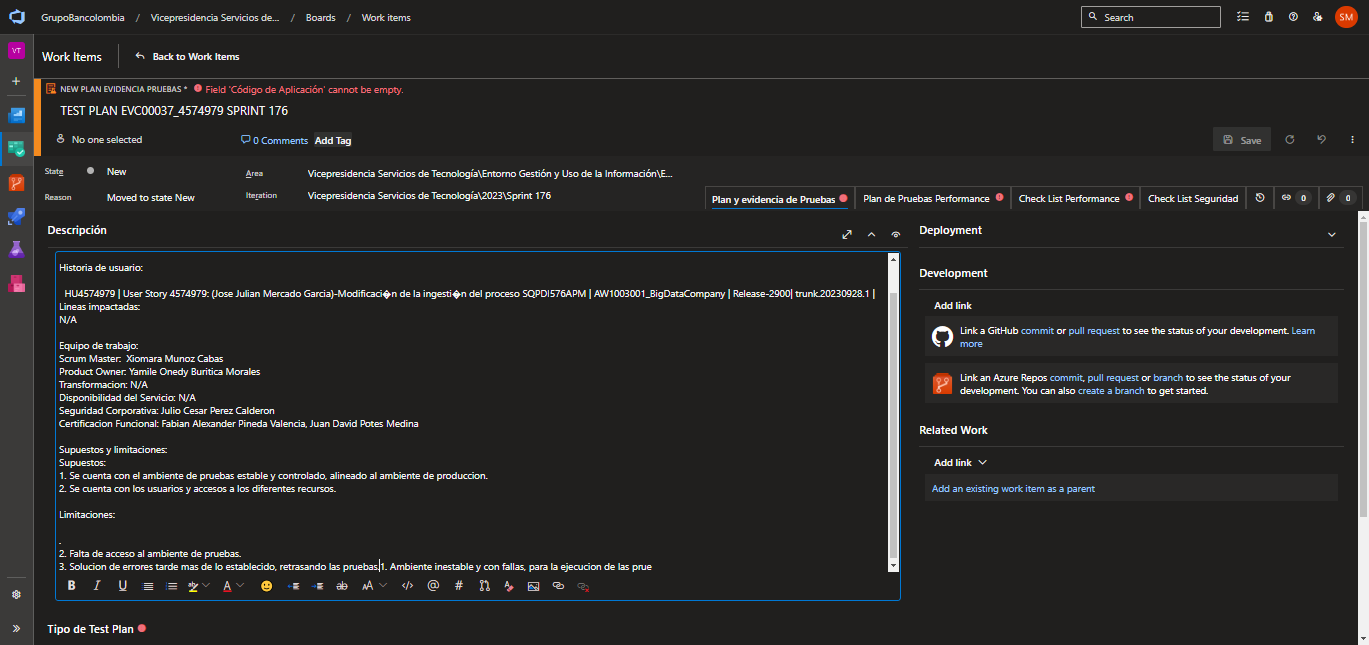 GrupoBancolombia / Vicepresidencia Servicios de... / Boards / Work items
Search
SM
VT
Work Items
Back to Work Items
NEW PLAN EVIDENCIA PRUEBAS * Field 'Código de Aplicación' cannot be empty.
TEST PLAN EVC00037_4574979 SPRINT 176
No one selected
0 Comments
Add Tag
Save
State
New
Area
Vicepresidencia Servicios de Tecnología\Entorno Gestión y Uso de la Información\E...
Reason
Moved to state New
Iteration
Vicepresidencia Servicios de Tecnología\2023\Sprint 176
Plan y evidencia de Pruebas
Plan de Pruebas Performance
Check List Performance
Check List Seguridad
0
0
Descripción
Historia de usuario:
HU4574979 | User Story 4574979: (Jose Julian Mercado Garcia)-Modificaci�n de la ingesti�n del proceso SQPDI576APM | AW1003001_BigDataCompany | Release-2900| trunk.20230928.1 |
Lineas impactadas:
N/A
Equipo de trabajo:
Scrum Master: Xiomara Munoz Cabas
Product Owner: Yamile Onedy Buritica Morales
Transformacion: N/A
Disponibilidad del Servicio: N/A
Seguridad Corporativa: Julio Cesar Perez Calderon
Certificacion Funcional: Fabian Alexander Pineda Valencia, Juan David Potes Medina
Supuestos y limitaciones:
Supuestos:
1. Se cuenta con el ambiente de pruebas estable y controlado, alineado al ambiente de produccion.
2. Se cuenta con los usuarios y accesos a los diferentes recursos.
Limitaciones:
.
2. Falta de acceso al ambiente de pruebas.
3. Solucion de errores tarde mas de lo establecido, retrasando las pruebas.1. Ambiente inestable y con fallas, para la ejecucion de las prue
Tipo de Test Plan
Deployment
Development
Add link
Link a GitHub commit or pull request to see the status of your development. Learn
more
Link an Azure Repos commit, pull request or branch to see the status of your
development. You can also create a branch to get started.
Related Work
Add link
Add an existing work item as a parent